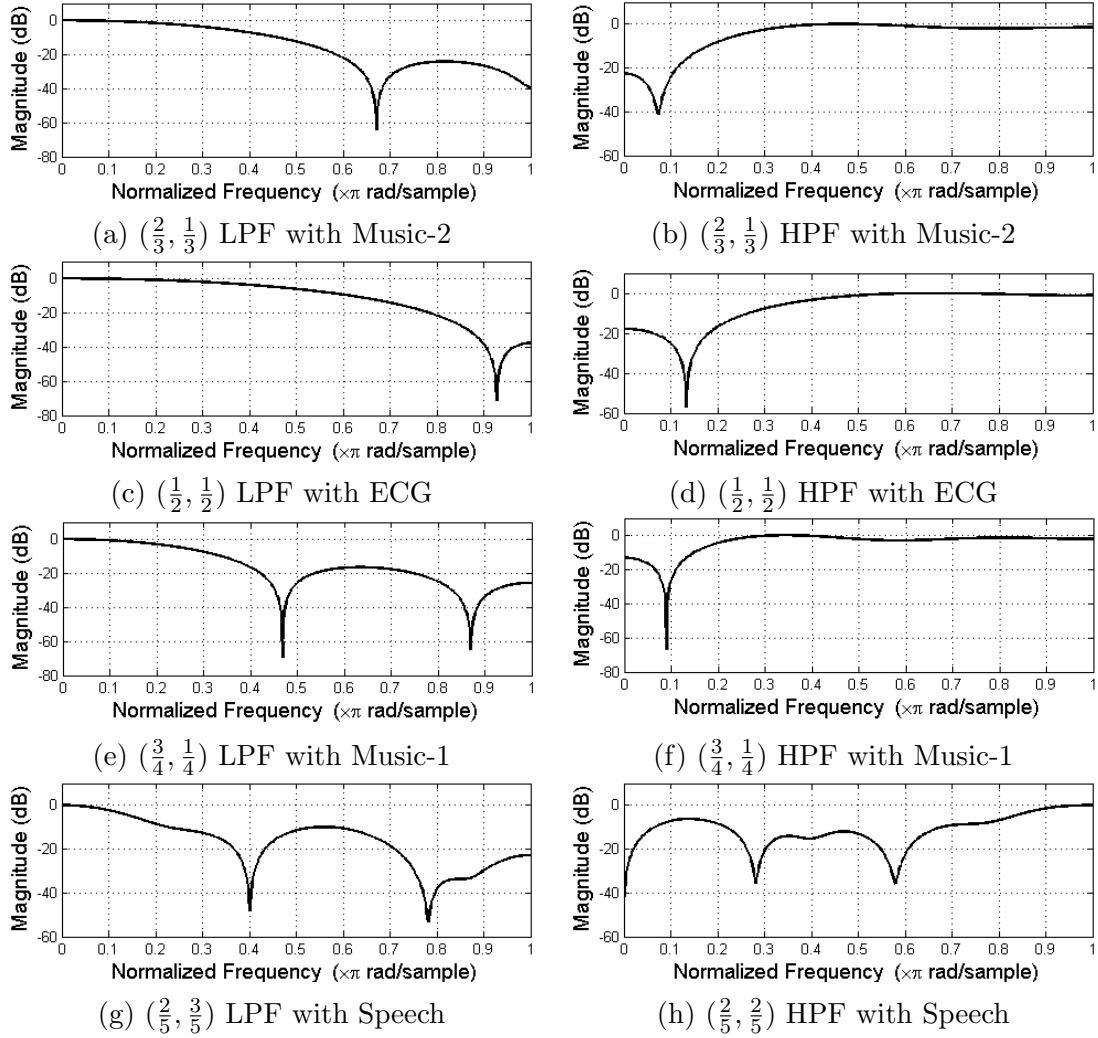 Magnitude (dB)
0
-20
-40
-60
-80
0 0.1 0.2 0.3 0.4 0.5 0.6 0.7 0.8 0.9 1
Normalized Frequency (×π rad/sample)
(a) (2/3, 1/3) LPF with Music-2
Magnitude (dB)
0
-20
-40
-60
0 0.1 0.2 0.3 0.4 0.5 0.6 0.7 0.8 0.9 1
Normalized Frequency (×π rad/sample)
(b) (2/3, 1/3) HPF with Music-2
Magnitude (dB)
0
-20
-40
-60
-80
0 0.1 0.2 0.3 0.4 0.5 0.6 0.7 0.8 0.9 1
Normalized Frequency (×π rad/sample)
(c) (1/2, 1/2) LPF with ECG
Magnitude (dB)
0
-20
-40
-60
0 0.1 0.2 0.3 0.4 0.5 0.6 0.7 0.8 0.9 1
Normalized Frequency (×π rad/sample)
(d) (1/2, 1/2) HPF with ECG
Magnitude (dB)
0
-20
-40
-60
-80
0 0.1 0.2 0.3 0.4 0.5 0.6 0.7 0.8 0.9 1
Normalized Frequency (×π rad/sample)
(e) (3/4, 1/4) LPF with Music-1
Magnitude (dB)
0
-20
-40
-60
-80
0 0.1 0.2 0.3 0.4 0.5 0.6 0.7 0.8 0.9 1
Normalized Frequency (×π rad/sample)
(f) (3/4, 1/4) HPF with Music-1
Magnitude (dB)
0
-20
-40
-60
0 0.1 0.2 0.3 0.4 0.5 0.6 0.7 0.8 0.9 1
Normalized Frequency (×π rad/sample)
(g) (2/5, 3/5) LPF with Speech
Magnitude (dB)
0
-20
-40
-60
0 0.1 0.2 0.3 0.4 0.5 0.6 0.7 0.8 0.9 1
Normalized Frequency (×π rad/sample)
(h) (2/5, 2/5) HPF with Speech